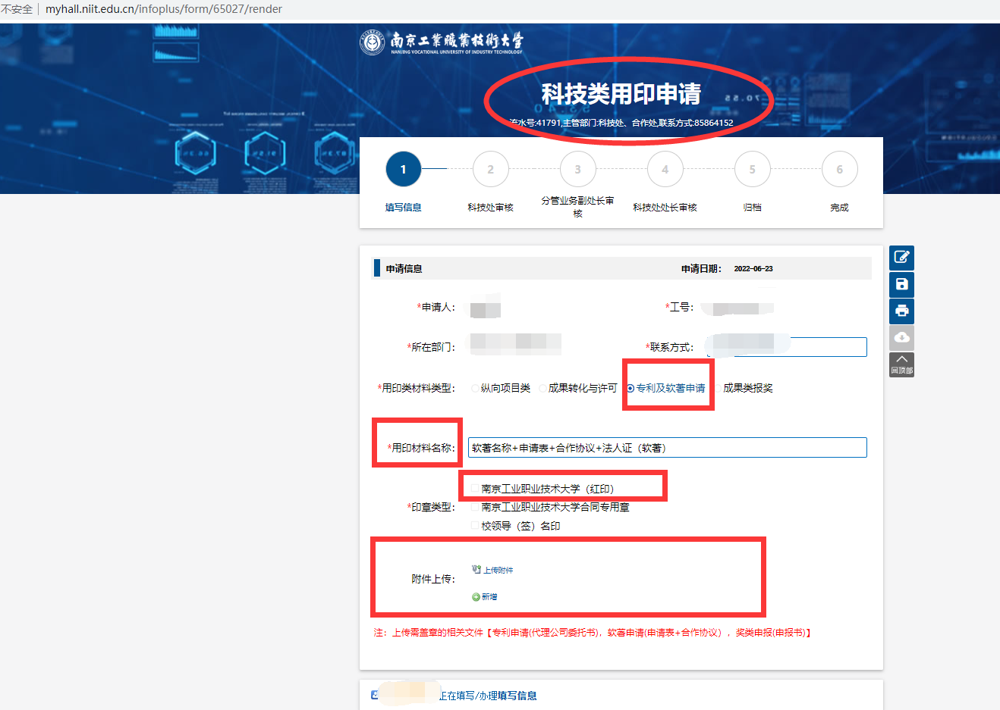 不安全 myhall.niit.edu.cn/infoplus/form/65027/render
南京工業職業技術大学
NANJING VOCATIONAL UNIVERSITY OF INDUSTRY TECHNOLOGY
科技类用印申请
流水号:41791,主管部门:科技处、合作处,联系方式:85864152
1 2 3 4 5 6
填写信息 科技处审核 分管业务副处长审核 科技处处长审核 归档 完成
申请信息 申请日期: 2022-06-23
*申请人: *工号:
*所在部门: *联系方式:
*用印类材料类型: 纵向项目类 成果转化与许可 专利及软著申请 成果类报奖
*用印材料名称: 软著名称+申请表+合作协议+法人证（软著）
南京工业职业技术大学（红印）
*印章类型: 南京工业职业技术大学合同专用章
校领导（签）名印
上传附件
附件上传:
新增
注：上传需盖章的相关文件【专利申请(代理公司委托书)，软著申请(申请表+合作协议），奖类申报(申报书)】
正在填写/办理填写信息
回顶部